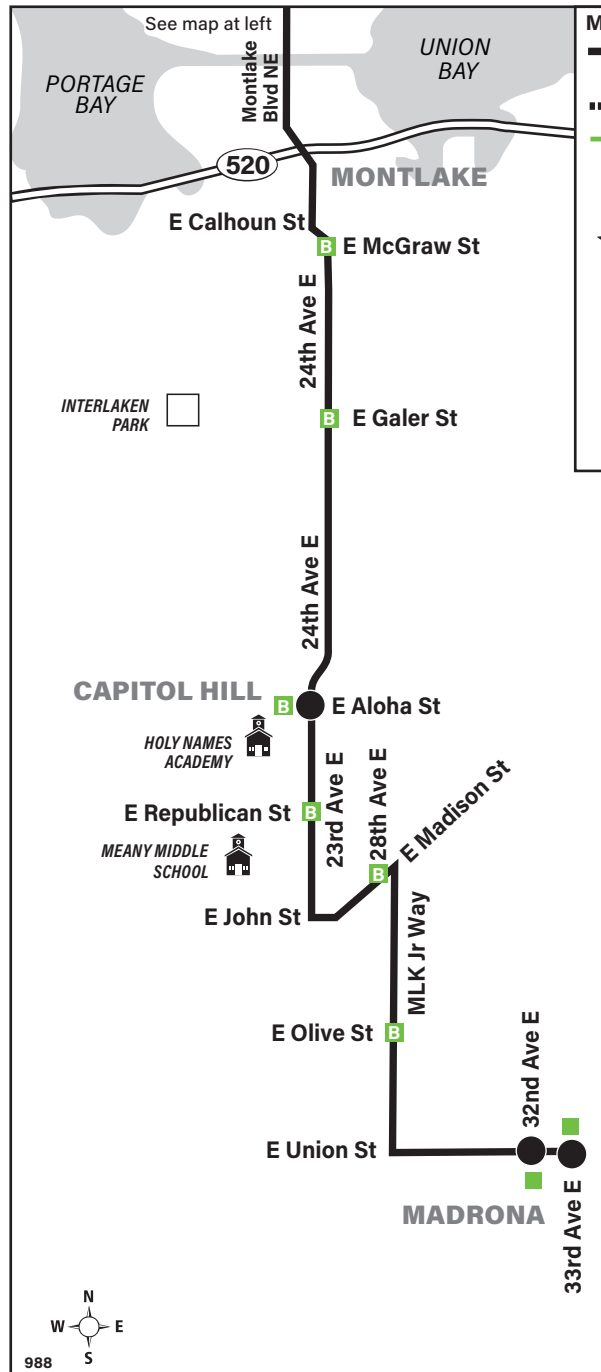 See map at left
M
PORTAGE
BAY
UNION
BAY
Montlake
Blvd NE
520
MONTLAKE
E Calhoun St
B
E McGraw St
24th Ave E
INTERLAKEN
PARK
B
E Galer St
24th Ave E
CAPITOL HILL
B
E Aloha St
HOLY NAMES
ACADEMY
E Republican St
B
23rd Ave E
28th Ave E
E Madison St
B
MEANY MIDDLE
SCHOOL
E John St
MLK Jr Way
E Olive St
B
32nd Ave E
E Union St
MADRONA
33rd Ave E
N
W
E
S
988